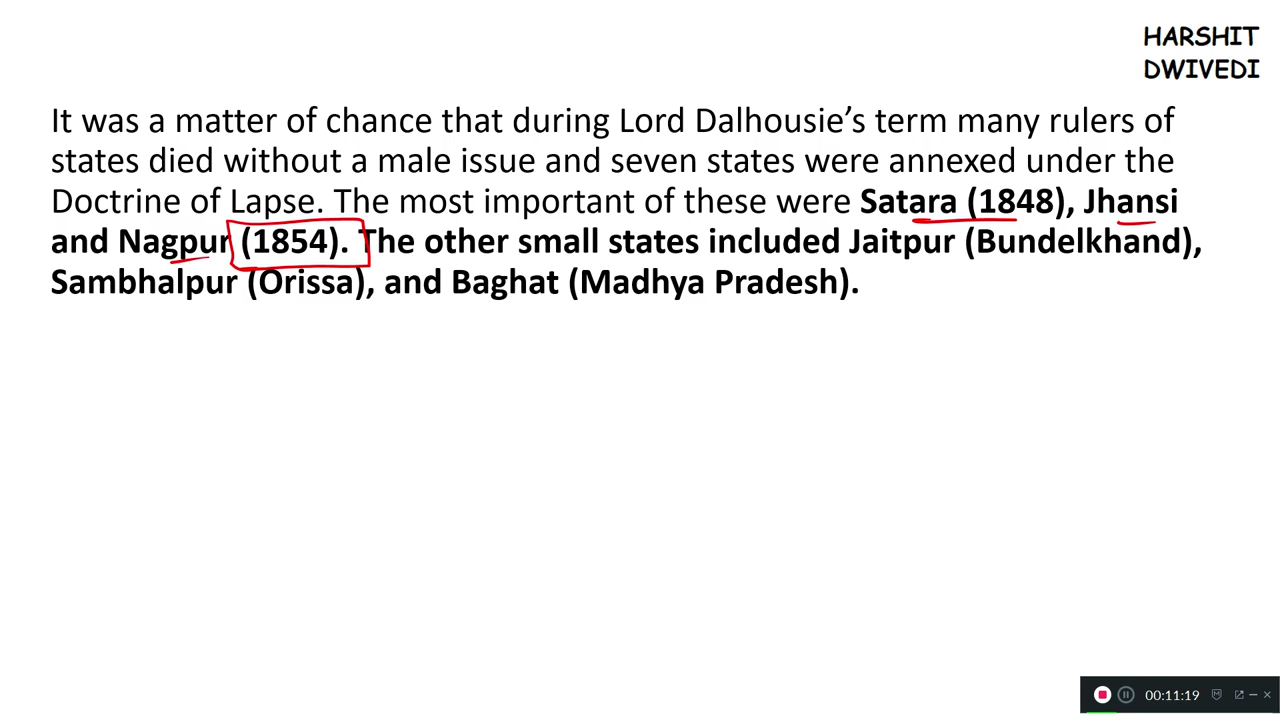 HARSHIT
DWIVEDI
It was a matter of chance that during Lord Dalhousie’s term many rulers of
states died without a male issue and seven states were annexed under the
Doctrine of Lapse. The most important of these were Satara (1848), Jhansi
and Nagpur (1854). The other small states included Jaitpur (Bundelkhand),
Sambhalpur (Orissa), and Baghat (Madhya Pradesh).
00:11:19